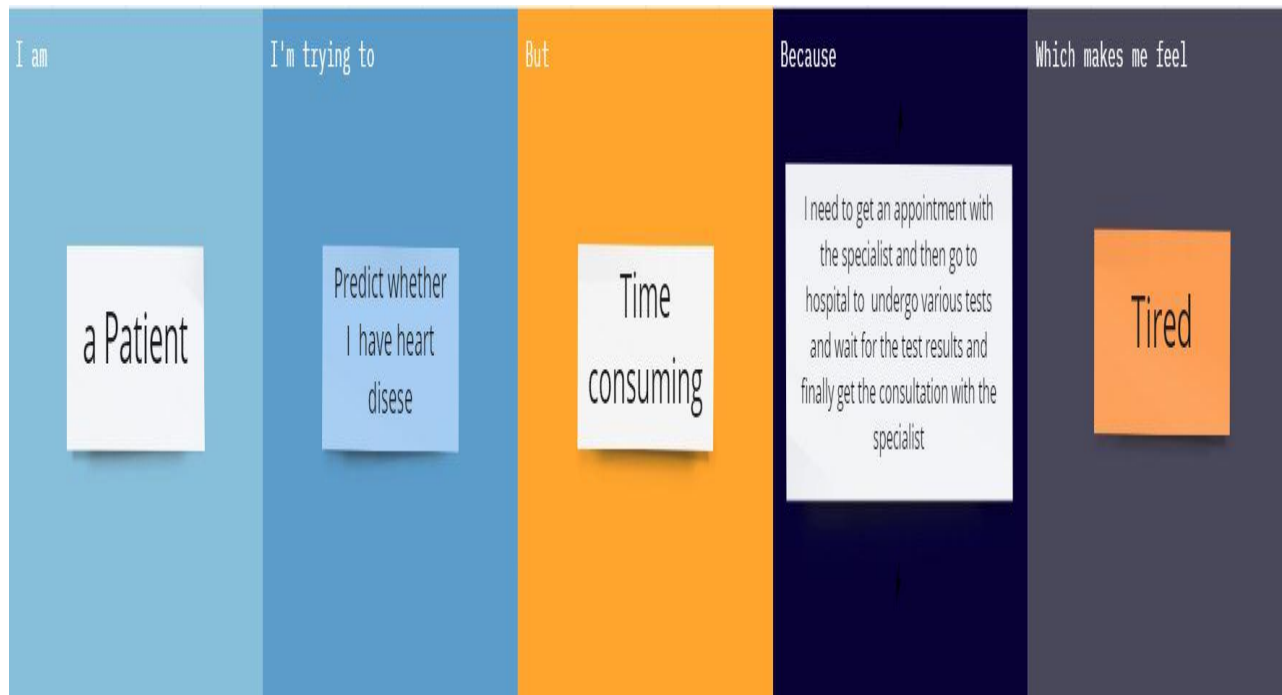 I am
a Patient
I'm trying to
Predict whether
I have heart
disese
But
Time
consuming
Because
I need to get an appointment with
the specialist and then go to
hospital to undergo various tests
and wait for the test results and
finally get the consultation with the
specialist
Which makes me feel
Tired